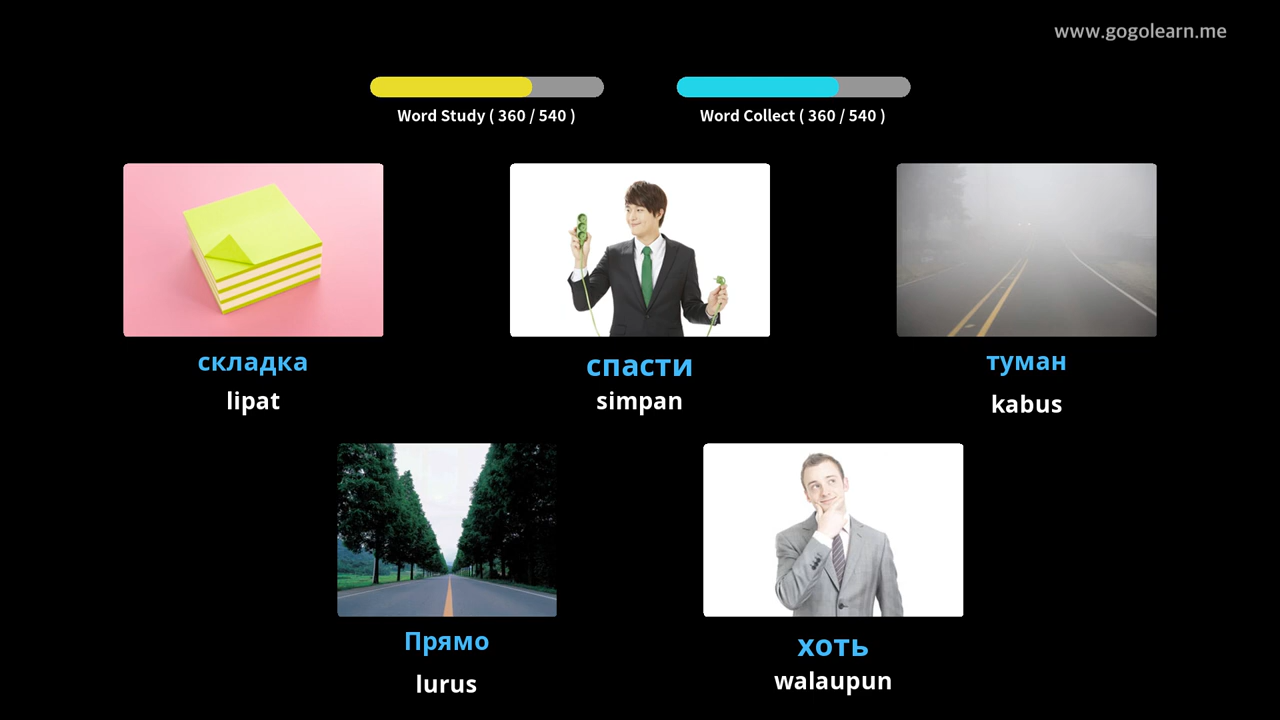 www.gogolearn.me
Word Study ( 360 / 540 )
Word Collect ( 360 / 540 )
складка
lipat
спасти
simpan
туман
kabus
Прямо
lurus
хоть
walaupun